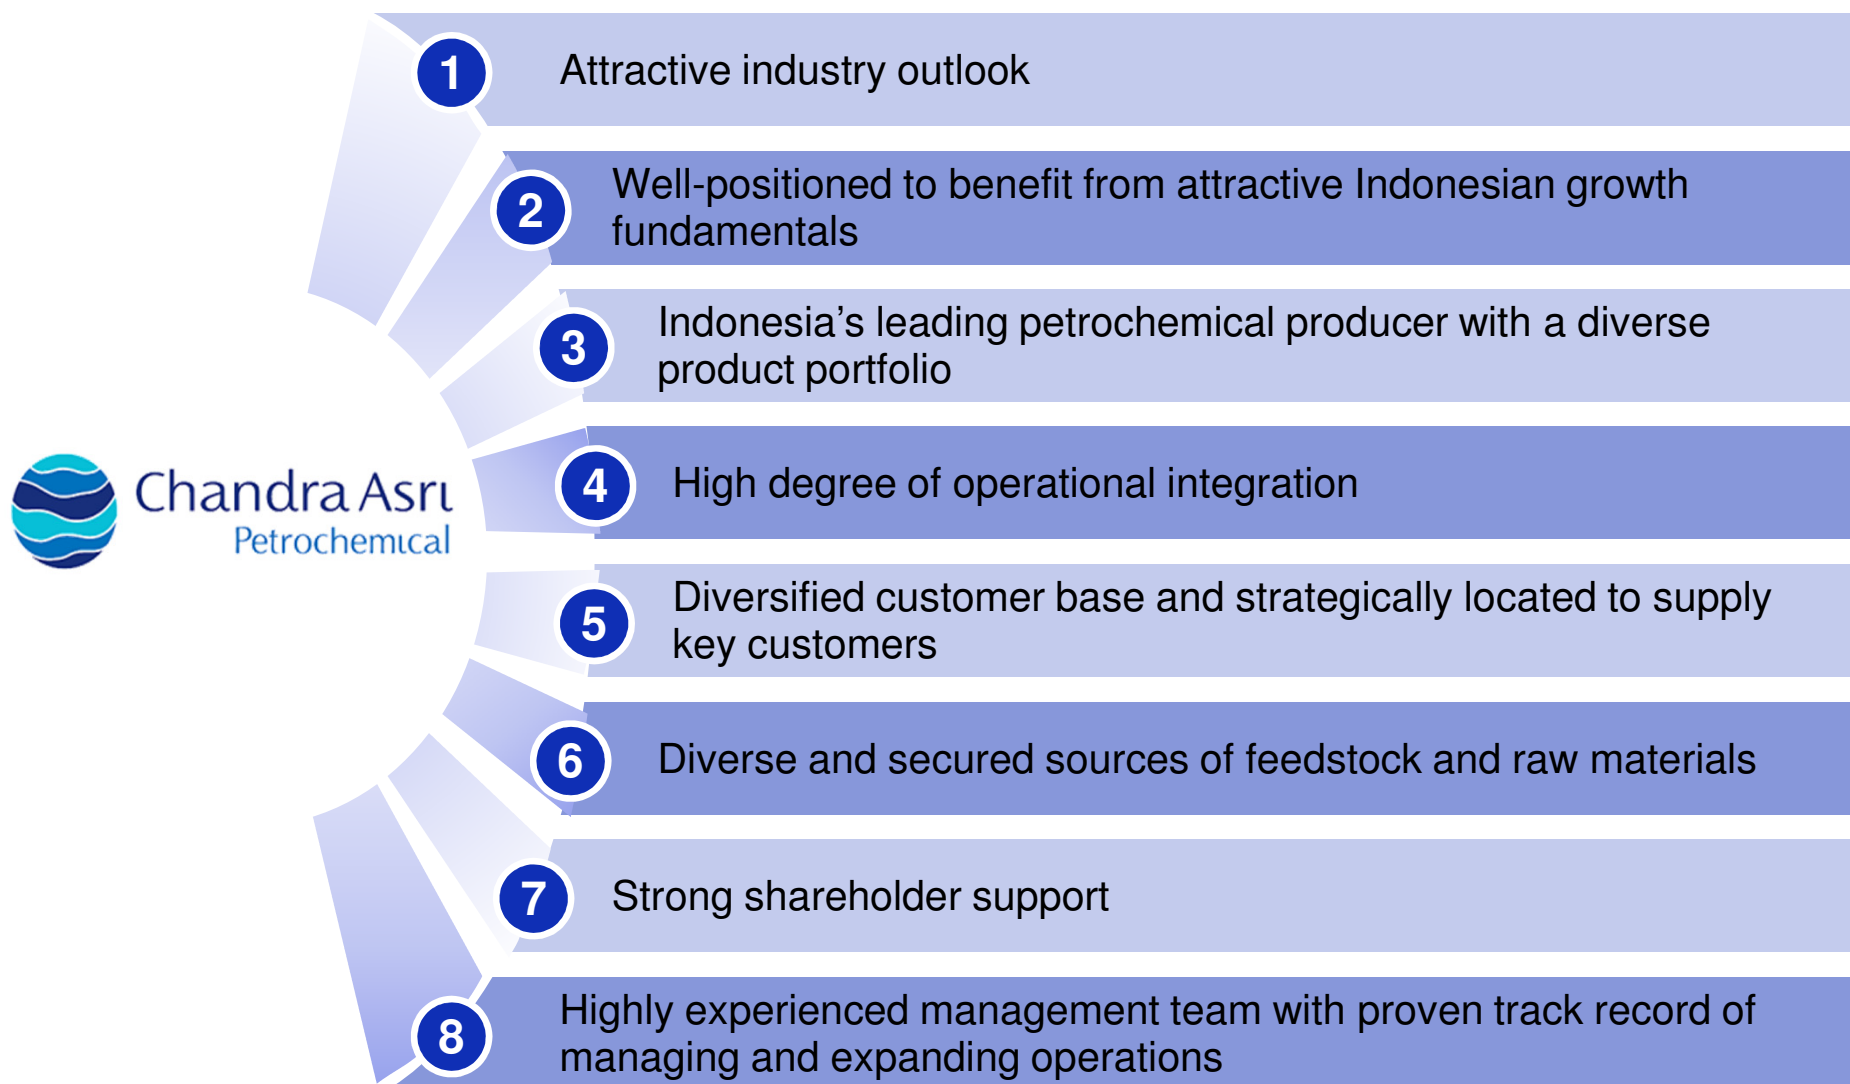 1
Attractive industry outlook
2
Well-positioned to benefit from attractive Indonesian growth
fundamentals
3
Indonesia’s leading petrochemical producer with a diverse
product portfolio
Chandra Asri
Petrochemical
4
High degree of operational integration
5
Diversified customer base and strategically located to supply
key customers
6
Diverse and secured sources of feedstock and raw materials
7
Strong shareholder support
8
Highly experienced management team with proven track record of
managing and expanding operations